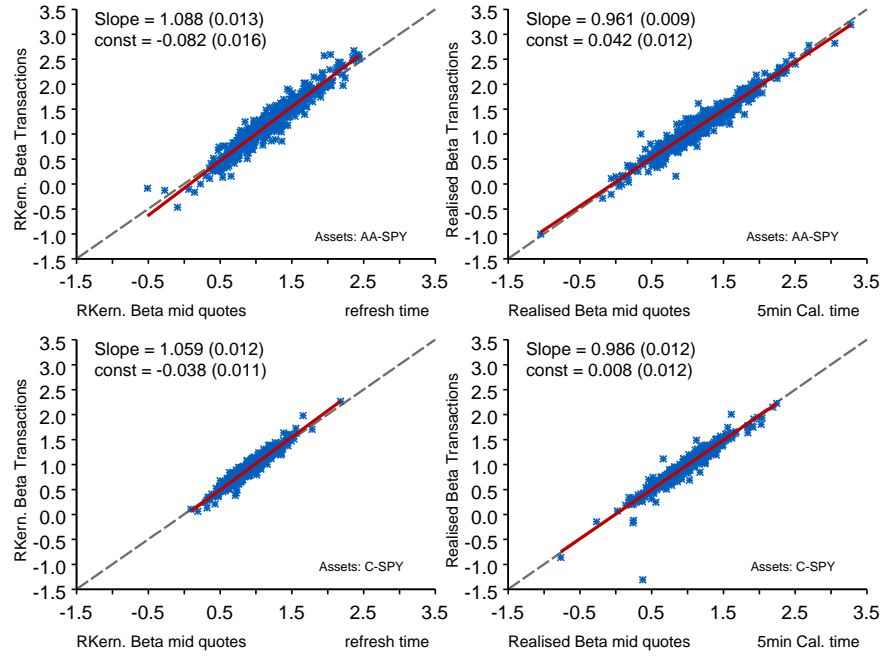 Slope = 1.088 (0.013)
const = -0.082 (0.016)
RKern. Beta Transactions
3.5
3.0
2.5
2.0
1.5
1.0
0.5
0.0
-0.5
-1.0
-1.5
Assets: AA-SPY
-1.5 -0.5 0.5 1.5 2.5 3.5
RKern. Beta mid quotes refresh time
Slope = 0.961 (0.009)
const = 0.042 (0.012)
Realised Beta Transactions
3.5
3.0
2.5
2.0
1.5
1.0
0.5
0.0
-0.5
-1.0
-1.5
Assets: AA-SPY
-1.5 -0.5 0.5 1.5 2.5 3.5
Realised Beta mid quotes 5min Cal. time
Slope = 1.059 (0.012)
const = -0.038 (0.011)
RKern. Beta Transactions
3.5
3.0
2.5
2.0
1.5
1.0
0.5
0.0
-0.5
-1.0
-1.5
Assets: C-SPY
-1.5 -0.5 0.5 1.5 2.5 3.5
RKern. Beta mid quotes refresh time
Slope = 0.986 (0.012)
const = 0.008 (0.012)
Realised Beta Transactions
3.5
3.0
2.5
2.0
1.5
1.0
0.5
0.0
-0.5
-1.0
-1.5
Assets: C-SPY
-1.5 -0.5 0.5 1.5 2.5 3.5
Realised Beta mid quotes 5min Cal. time